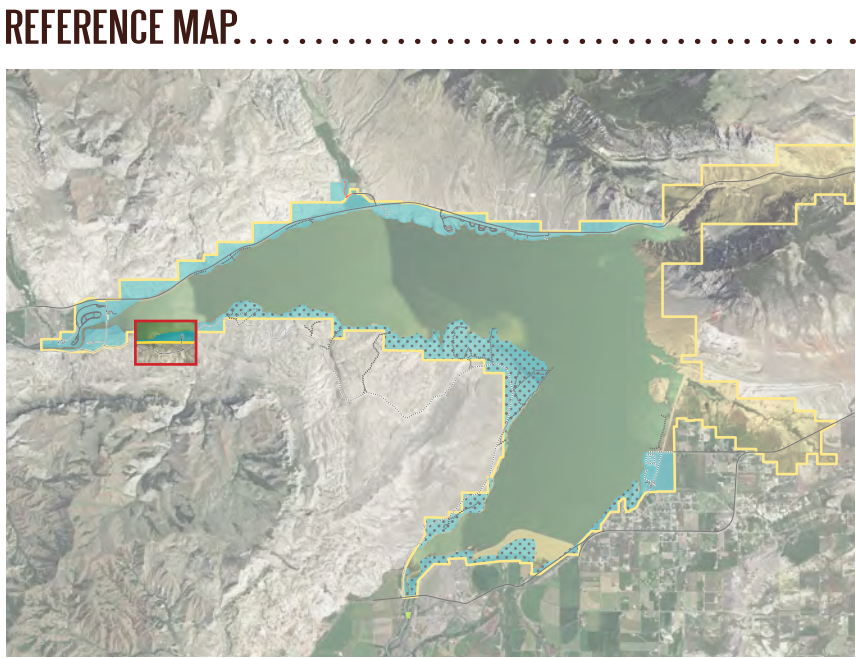 REFERENCE MAP. . . . . . . . . . . . . . . . . . . . . . . . . . . . . . . . . . . . .